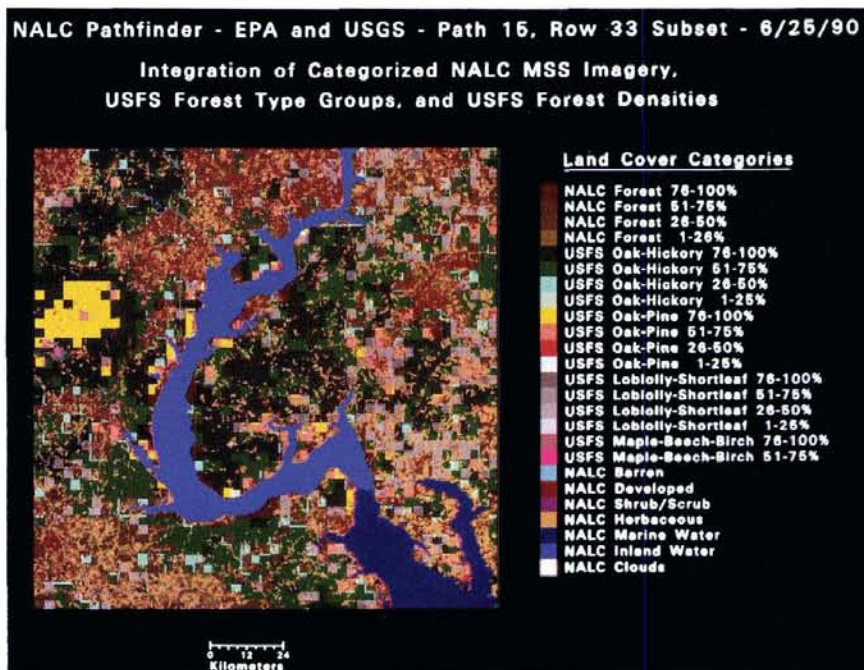 NALC Pathfinder - EPA and USGS - Path 15, Row 33 Subset - 6/25/90
Integration of Categorized NALC MSS Imagery,
USFS Forest Type Groups, and USFS Forest Densities
Land Cover Categories
NALC Forest 76-100%
NALC Forest 51-75%
NALC Forest 26-50%
NALC Forest 1-26%
USFS Oak-Hickory 76-100%
USFS Oak-Hickory 51-75%
USFS Oak-Hickory 26-50%
USFS Oak-Hickory 1-25%
USFS Oak-Pine 76-100%
USFS Oak-Pine 51-75%
USFS Oak-Pine 26-50%
USFS Oak-Pine 1-25%
USFS Loblolly-Shortleaf 76-100%
USFS Loblolly-Shortleaf 51-75%
USFS Loblolly-Shortleaf 26-50%
USFS Loblolly-Shortleaf 1-26%
USFS Maple-Beech-Birch 76-100%
USFS Maple-Beech-Birch 51-75%
NALC Barren
NALC Developed
NALC Shrub/Scrub
NALC Herbaceous
NALC Marine Water
NALC Inland Water
NALC Clouds
0 12 24
Kilometers